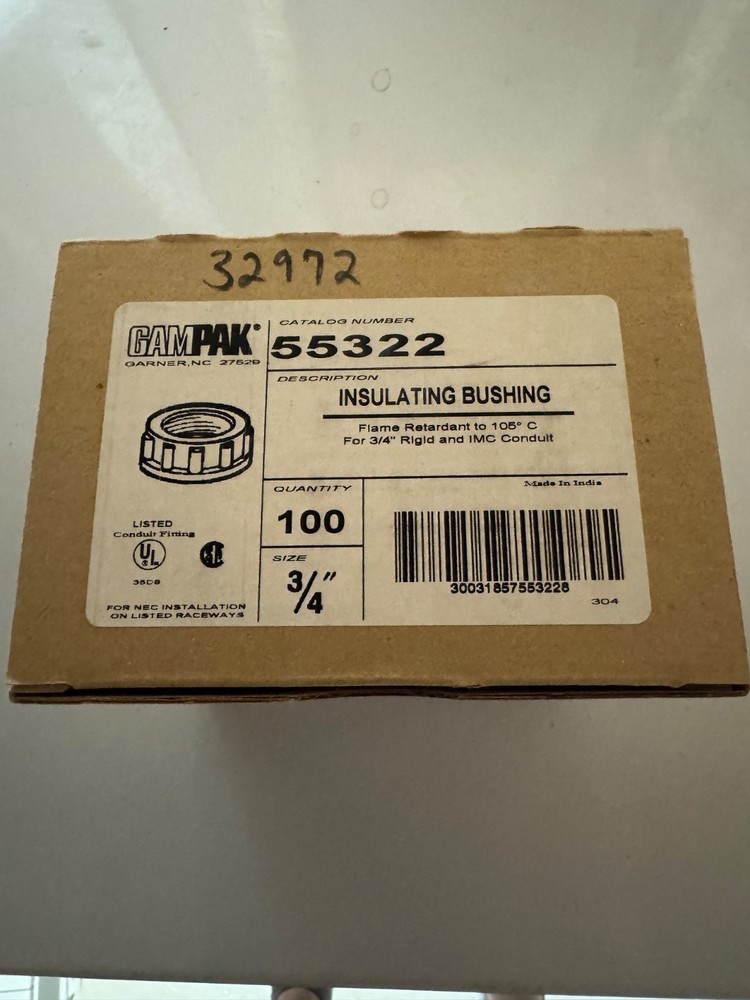 32972
GAMPAK®
GARNER, NC 27529
CATALOG NUMBER
55322
DESCRIPTION
INSULATING BUSHING
Flame Retardant to 105° C
For 3/4" Rigid and IMC Conduit
LISTED
Conduit Fitting
UL
36D8
FOR NEC INSTALLATION
ON LISTED RACEWAYS
QUANTITY
100
SIZE
3/4"
Made In India
30031857553228
304